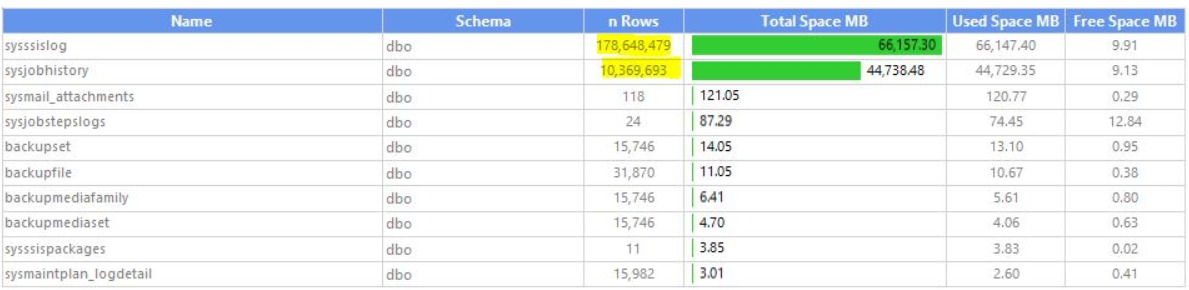 Name Schema n Rows Total Space MB Used Space MB Free Space MB
sysssislog dbo 178,648,479 66,157.30 66,147.40 9.91
sysjobhistory dbo 10,369,693 44,738.48 44,729.35 9.13
sysmail_attachments dbo 118 121.05 120.77 0.29
sysjobstepslogs dbo 24 87.29 74.45 12.84
backupset dbo 15,746 14.05 13.10 0.95
backupfile dbo 31,870 11.05 10.67 0.38
backupmediafamily dbo 15,746 6.41 5.61 0.80
backupmediaset dbo 15,746 4.70 4.06 0.63
sysssispackages dbo 11 3.85 3.83 0.02
sysmaintplan_logdetail dbo 15,982 3.01 2.60 0.41